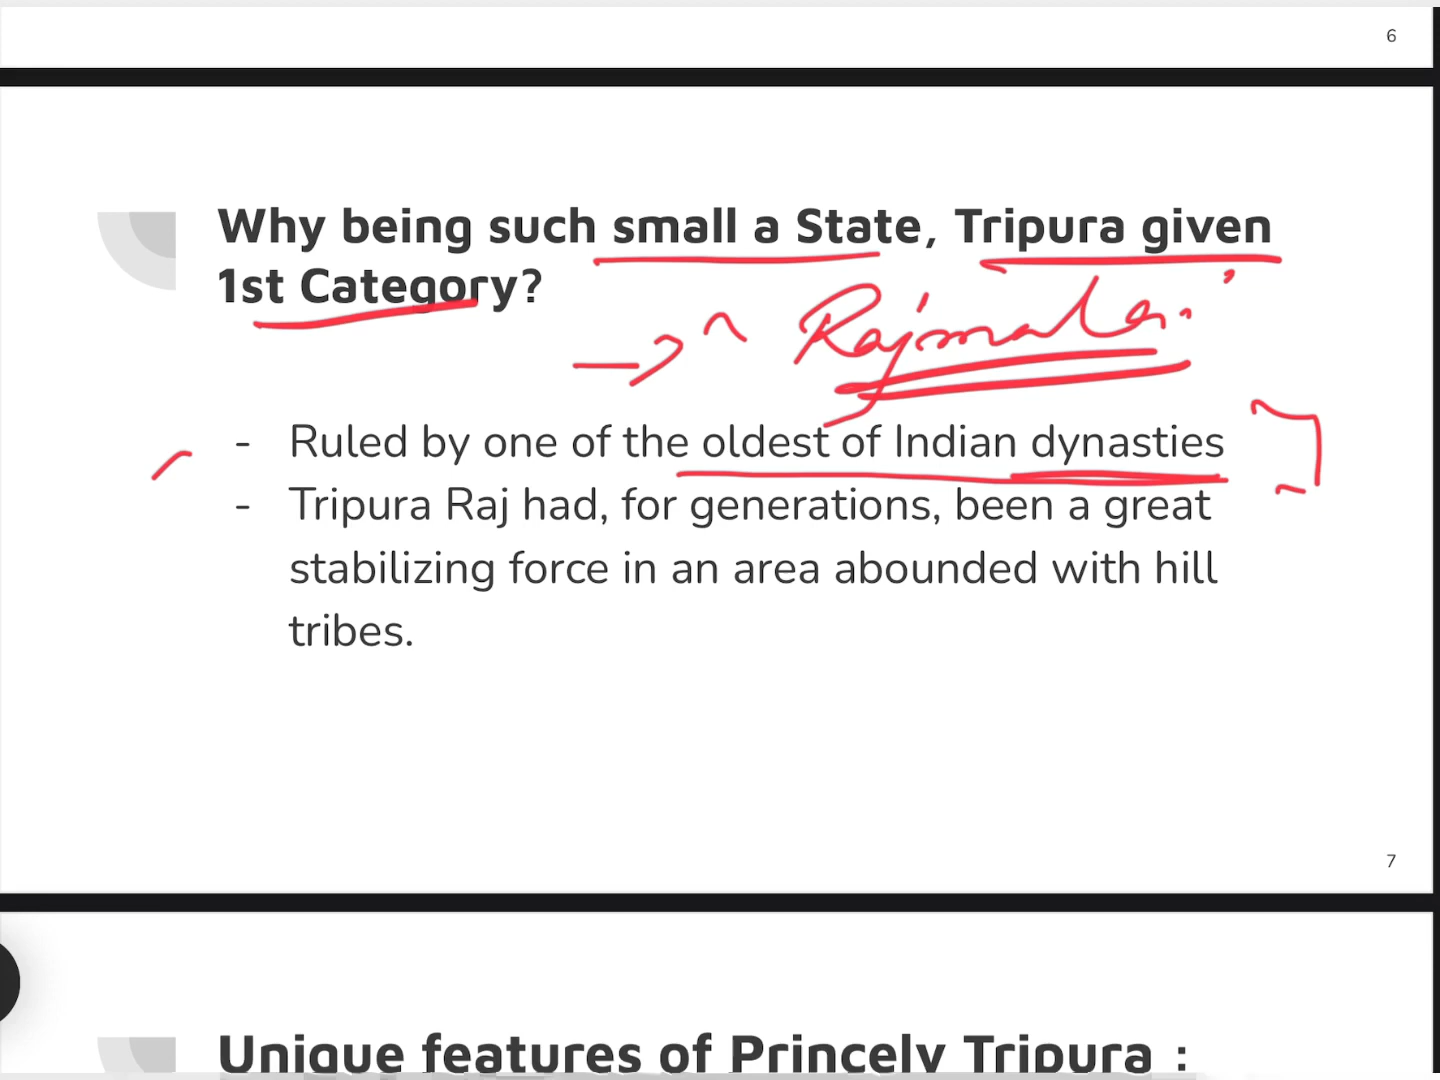 6
Why being such small a State, Tripura given
1st Category?
Rajmala
- Ruled by one of the oldest of Indian dynasties
- Tripura Raj had, for generations, been a great
stabilizing force in an area abounded with hill
tribes.
7
Unique features of Princely Tripura :